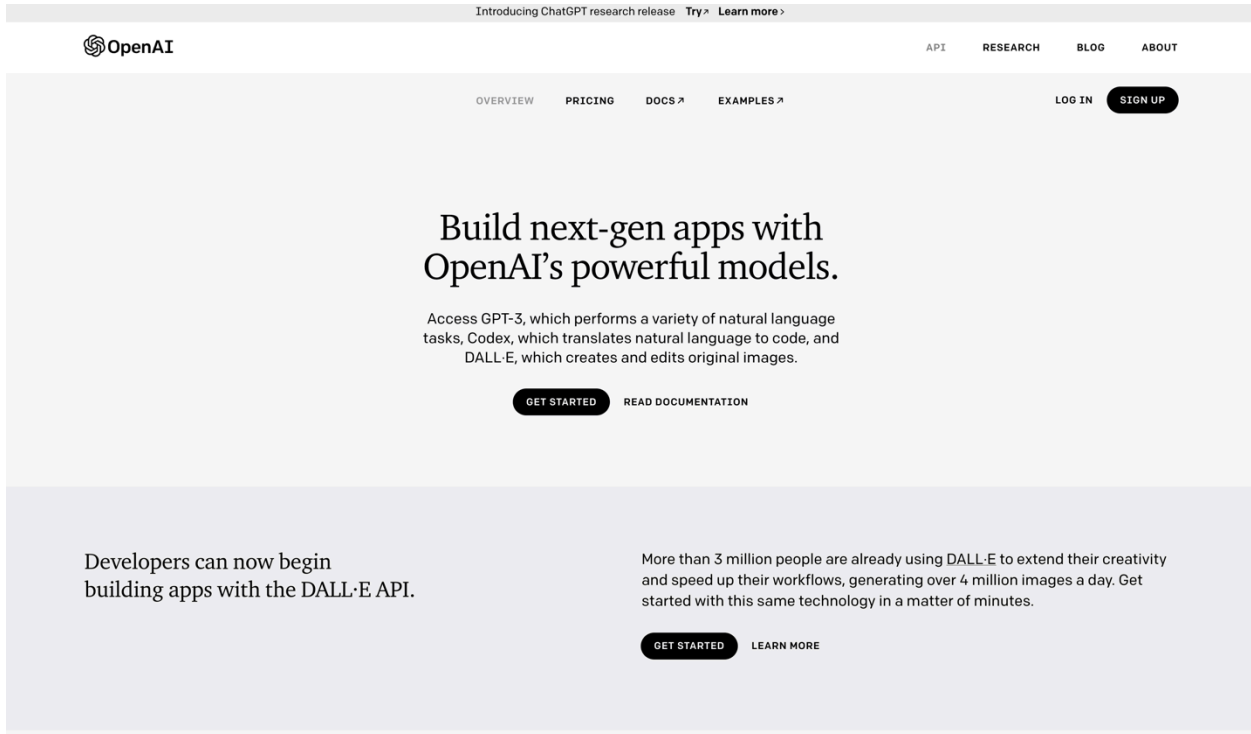 Introducing ChatGPT research release Try↗ Learn more›
OpenAI
API RESEARCH BLOG ABOUT
OVERVIEW PRICING DOCS↗ EXAMPLES↗ LOG IN SIGN UP
Build next-gen apps with
OpenAI’s powerful models.
Access GPT-3, which performs a variety of natural language
tasks, Codex, which translates natural language to code, and
DALL·E, which creates and edits original images.
GET STARTED READ DOCUMENTATION
Developers can now begin
building apps with the DALL·E API.
More than 3 million people are already using DALL·E to extend their creativity
and speed up their workflows, generating over 4 million images a day. Get
started with this same technology in a matter of minutes.
GET STARTED LEARN MORE